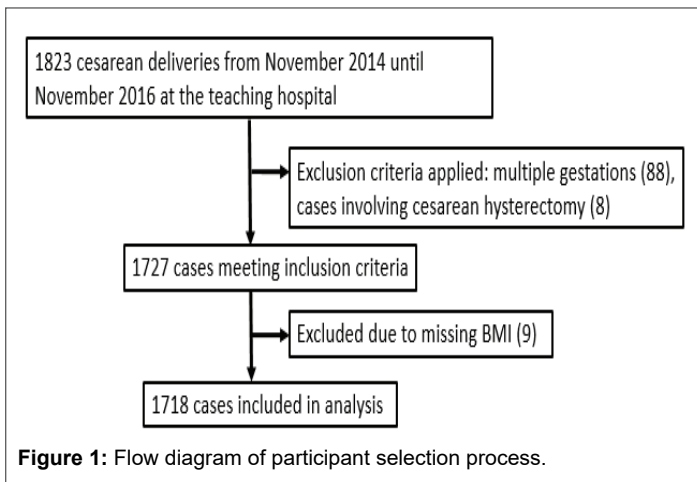 1823 cesarean deliveries from November 2014 until
November 2016 at the teaching hospital
Exclusion criteria applied: multiple gestations (88),
cases involving cesarean hysterectomy (8)
1727 cases meeting inclusion criteria
Excluded due to missing BMI (9)
1718 cases included in analysis
Figure 1: Flow diagram of participant selection process.